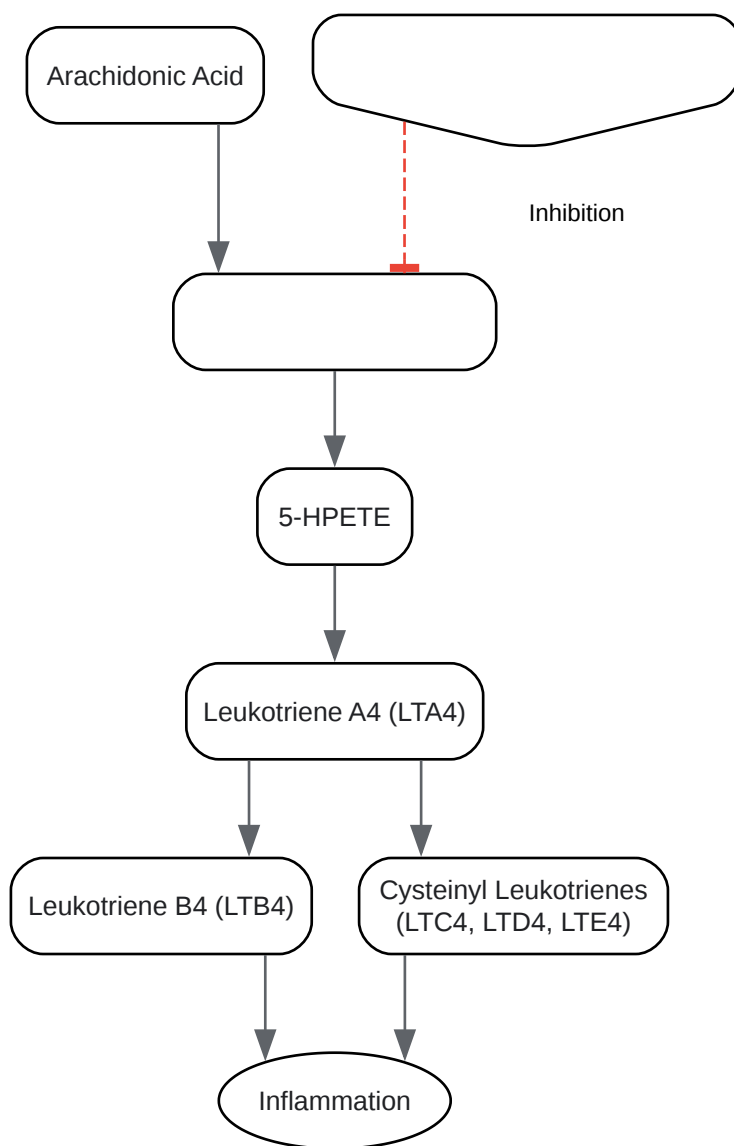 Arachidonic Acid
Inhibition
5-HPETE
Leukotriene A4 (LTA4)
Leukotriene B4 (LTB4)
Cysteinyl Leukotrienes
(LTC4, LTD4, LTE4)
Inflammation